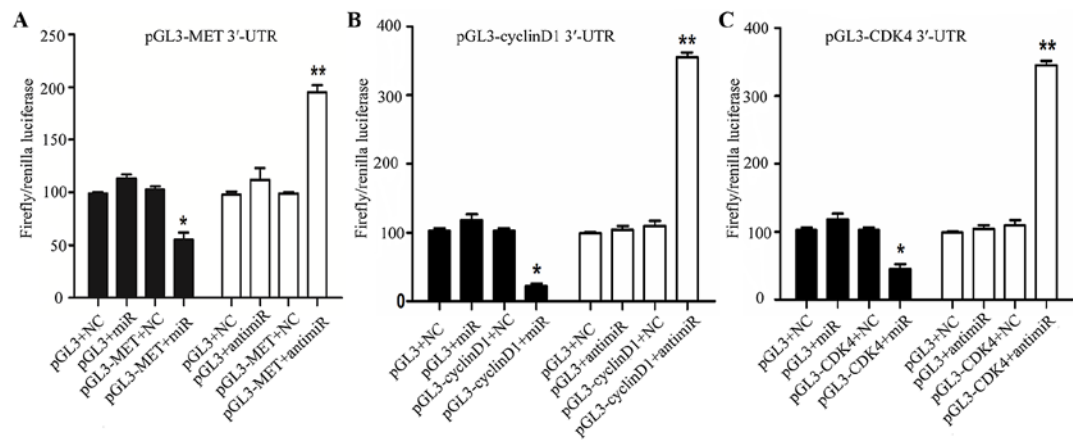 A
pGL3-MET 3′-UTR
Firefly/renilla luciferase
250
200
150
100
50
0
*
**
pGL3+NC
pGL3+miR
pGL3-MET+NC
pGL3-MET+miR
pGL3+NC
pGL3+antimiR
pGL3-MET+NC
pGL3-MET+antimiR
B
pGL3-cyclinD1 3′-UTR
Firefly/renilla luciferase
400
300
200
100
0
*
**
pGL3+NC
pGL3+miR
pGL3-cyclinD1+NC
pGL3-cyclinD1+miR
pGL3+NC
pGL3+antimiR
pGL3-cyclinD1+NC
pGL3-cyclinD1+antimiR
C
pGL3-CDK4 3′-UTR
Firefly/renilla luciferase
400
300
200
100
0
*
**
pGL3+NC
pGL3+miR
pGL3-CDK4+NC
pGL3-CDK4+miR
pGL3+NC
pGL3+antimiR
pGL3-CDK4+NC
pGL3-CDK4+antimiR